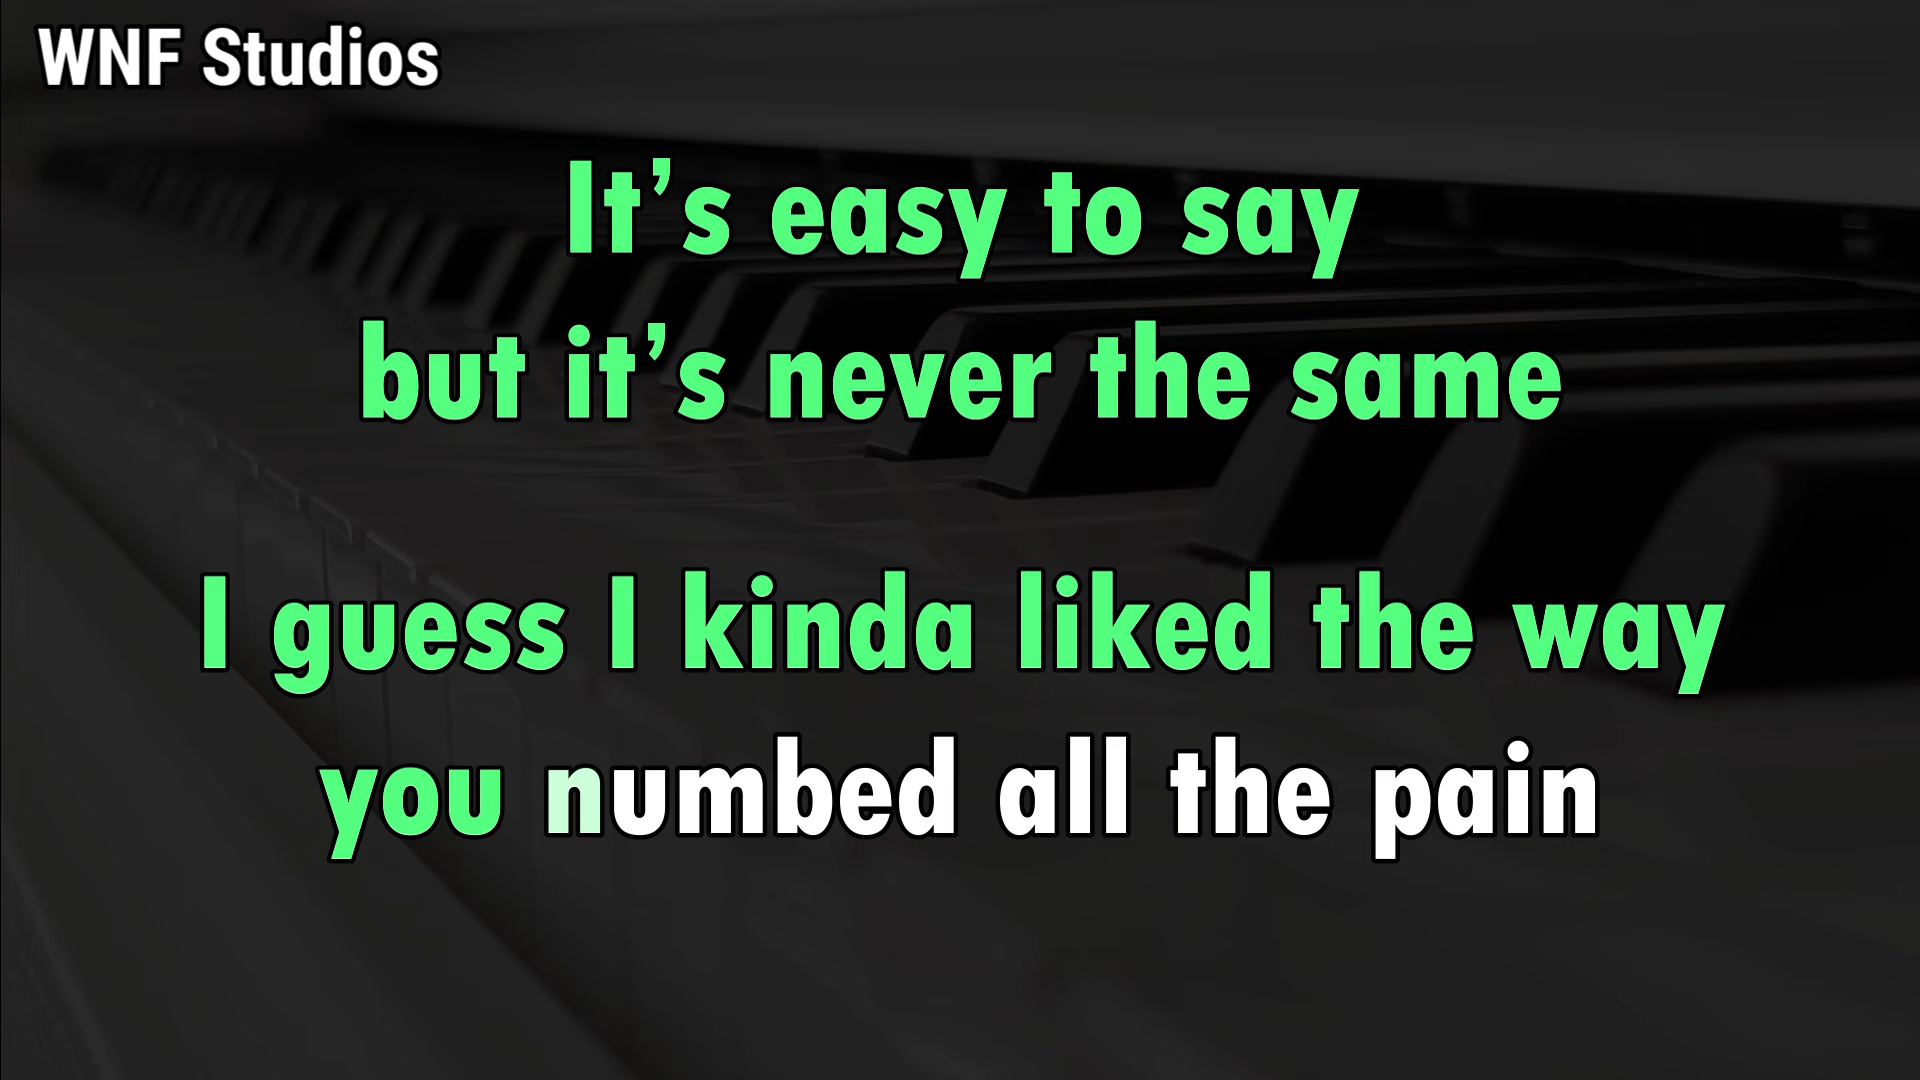 WNF Studios
It’s easy to say
but it’s never the same
I guess I kinda liked the way
you numbed all the pain